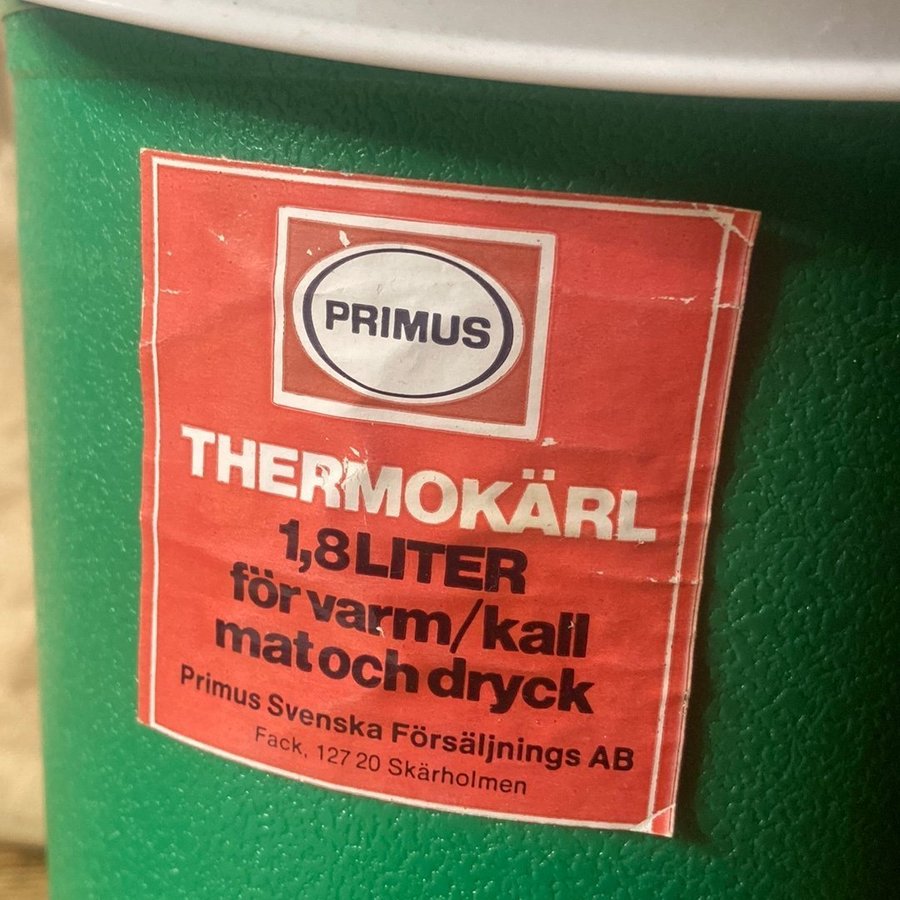 PRIMUS
THERMOKÄRL
1,8 LITER
för varm/kall
mat och dryck
Primus Svenska Försäljnings AB
Fack, 127 20 Skärholmen